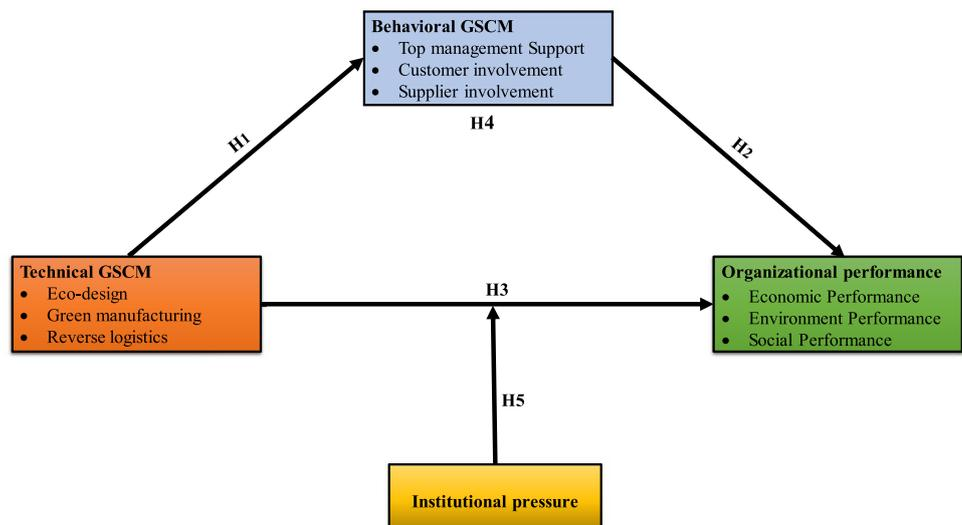 Behavioral GSCM
• Top management Support
• Customer involvement
• Supplier involvement
H4
H1
H2
Technical GSCM
• Eco-design
• Green manufacturing
• Reverse logistics
H3
Organizational performance
• Economic Performance
• Environment Performance
• Social Performance
H5
Institutional pressure